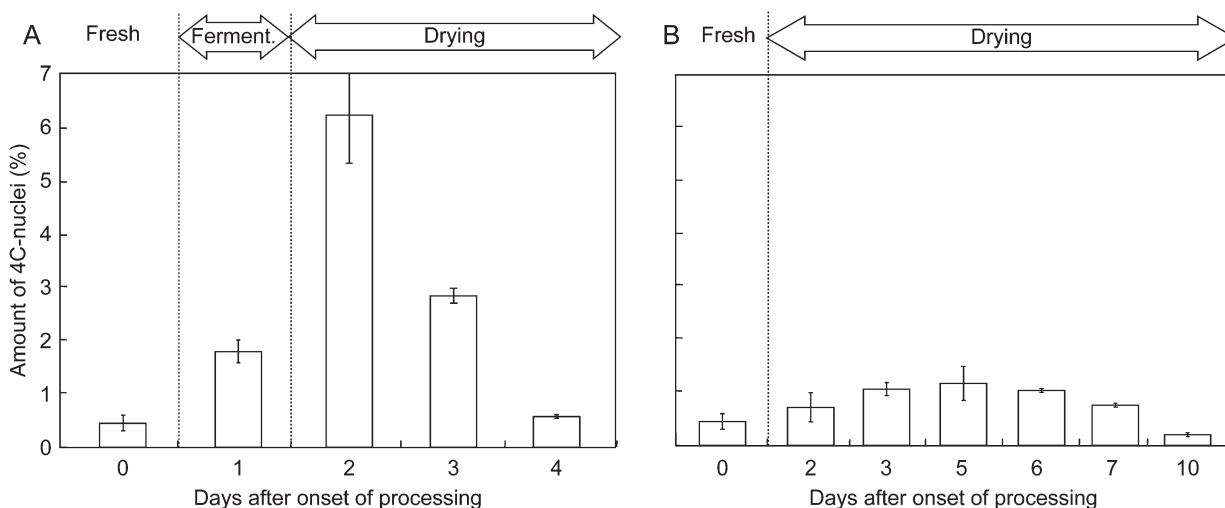 A Fresh Ferment. Drying
7
6
5
4
3
2
1
0
Amount of 4C-nuclei (%)
0 1 2 3 4
Days after onset of processing
B Fresh Drying
0 2 3 5 6 7 10
Days after onset of processing